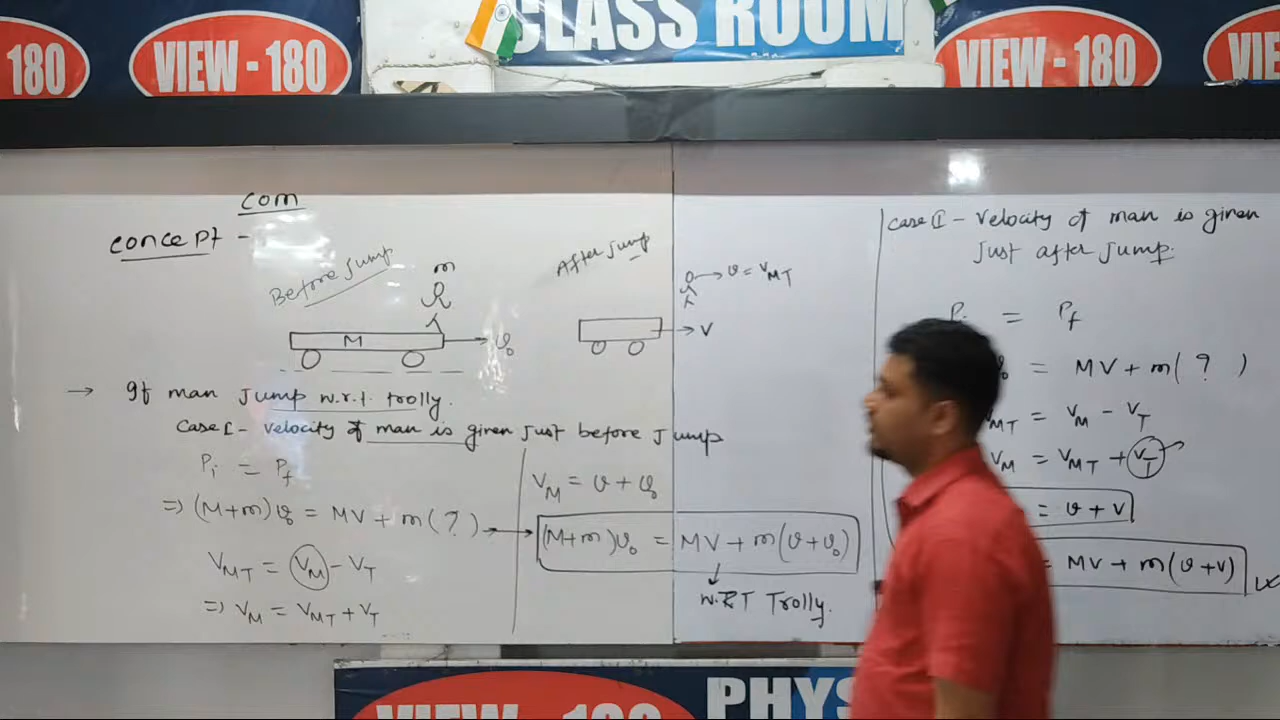 CLASS ROOM
180
VIEW - 180
VIEW - 180
VIE
COM
Concept -
Before Jump
m
M
v₀
After Jump
v = V_MT
V
→ If man Jump w.r.t. trolly.
Case I - Velocity of man is given just before Jump
P_i = P_f
⇒ (M+m)v₀ = MV + m(?)
V_MT = V_M - V_T
⇒ V_M = V_MT + V_T
V_M = v + v₀
(M+m)v₀ = MV + m(v+v₀)
W.R.T Trolly.
Case II - Velocity of man is given
just after jump.
P_i = P_f
₀ = MV + m( ? )
MT = V_M - V_T
V_M = V_MT + V_T
= v + V
= MV + m(v+V)
VIEW - 180
PHYS